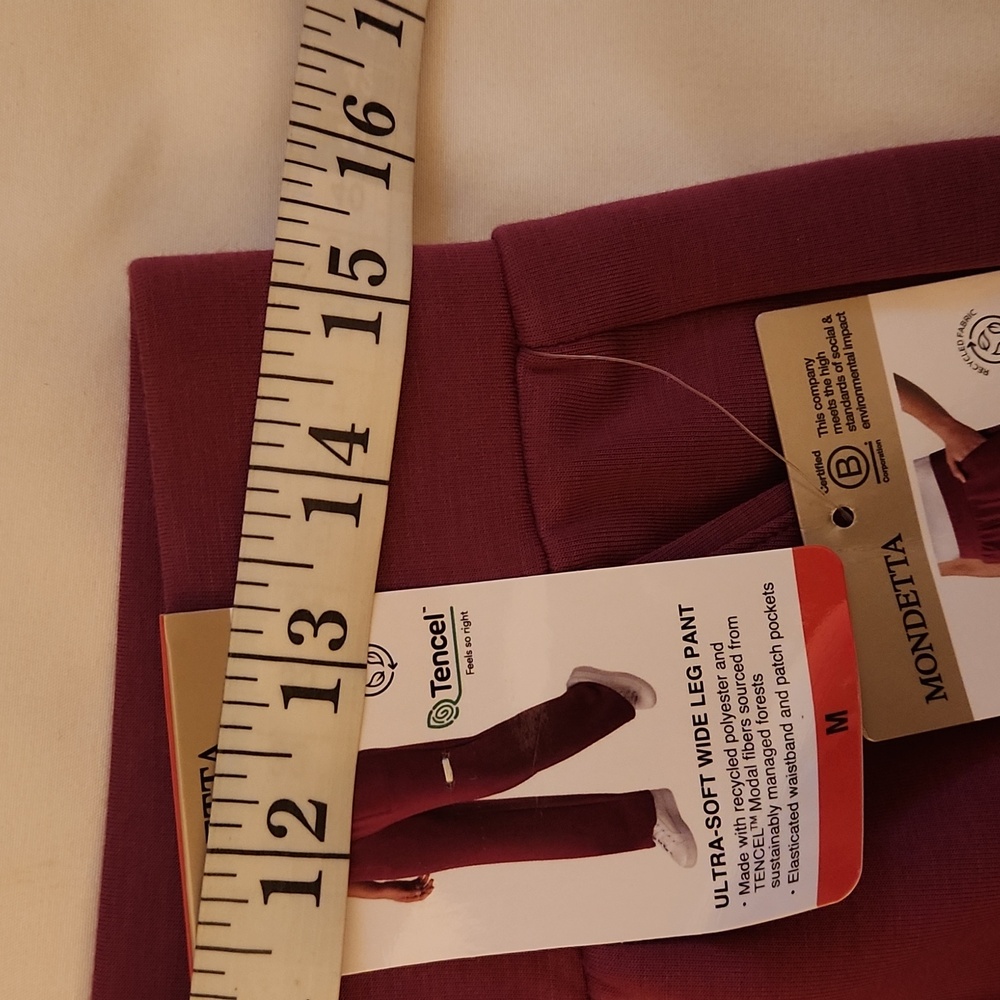 1
16
15
14
13
12
Tencel™
Feels so right
TTA
ULTRA-SOFT WIDE LEG PANT
• Made with recycled polyester and
TENCEL™ Modal fibers sourced from
sustainably managed forests
• Elasticated waistband and patch pockets
M
Certified
B
Corporation
This company
meets the high
standards of social &
environmental impact
MONDETTA
RECYCLED FABRIC